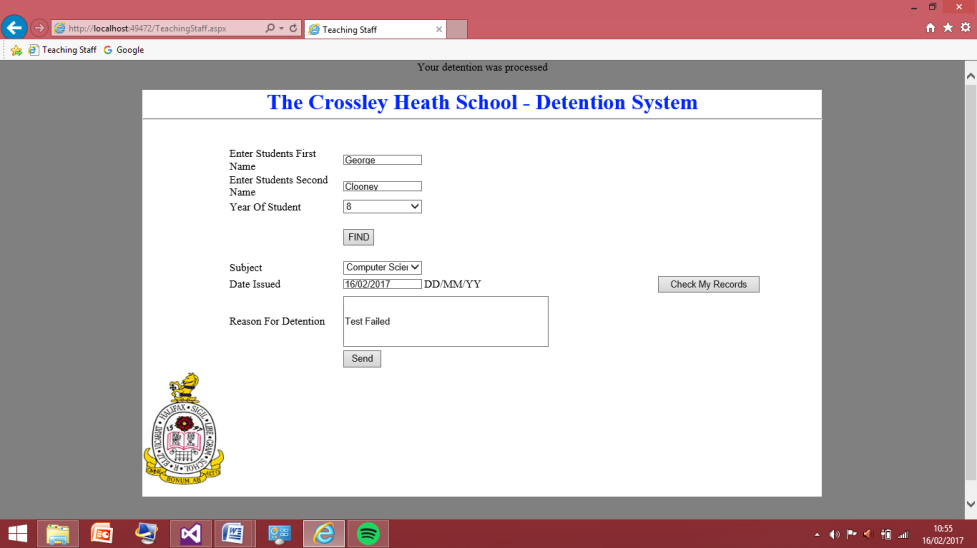 http://localhost:49472/TeachingStaff.aspx
Teaching Staff
Teaching Staff
Google
Your detention was processed
The Crossley Heath School - Detention System
Enter Students First
Name
George
Enter Students Second
Name
Clooney
Year Of Student
8
FIND
Subject
Computer Scien
Date Issued
16/02/2017
DD/MM/YY
Check My Records
Reason For Detention
Test Failed
Send
HALIFAX
BONUM
10:55
16/02/2017